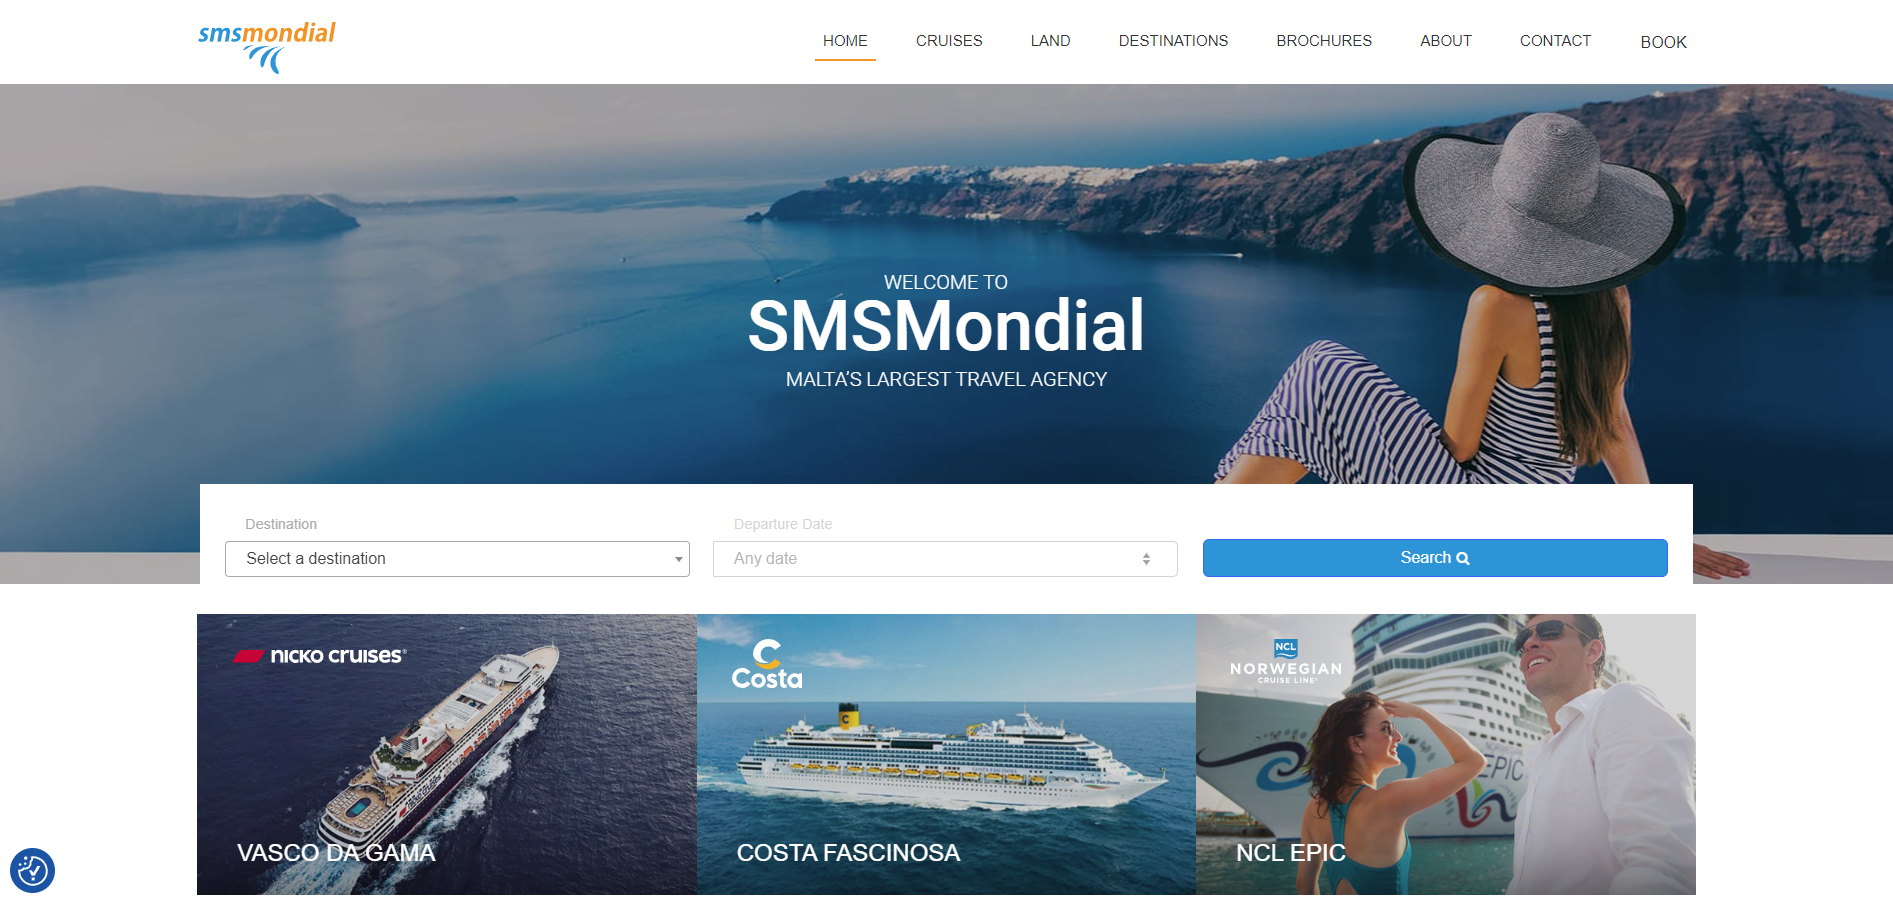 smsmondial
HOME
CRUISES
LAND
DESTINATIONS
BROCHURES
ABOUT
CONTACT
BOOK
WELCOME TO
SMSMondial
MALTA'S LARGEST TRAVEL AGENCY
Destination
Departure Date
Select a destination
Any date
Search
nicko cruises®
C
Costa
NCL
NORWEGIAN
CRUISE LINE®
C
EPIC
VASCO DA GAMA
COSTA FASCINOSA
NCL EPIC